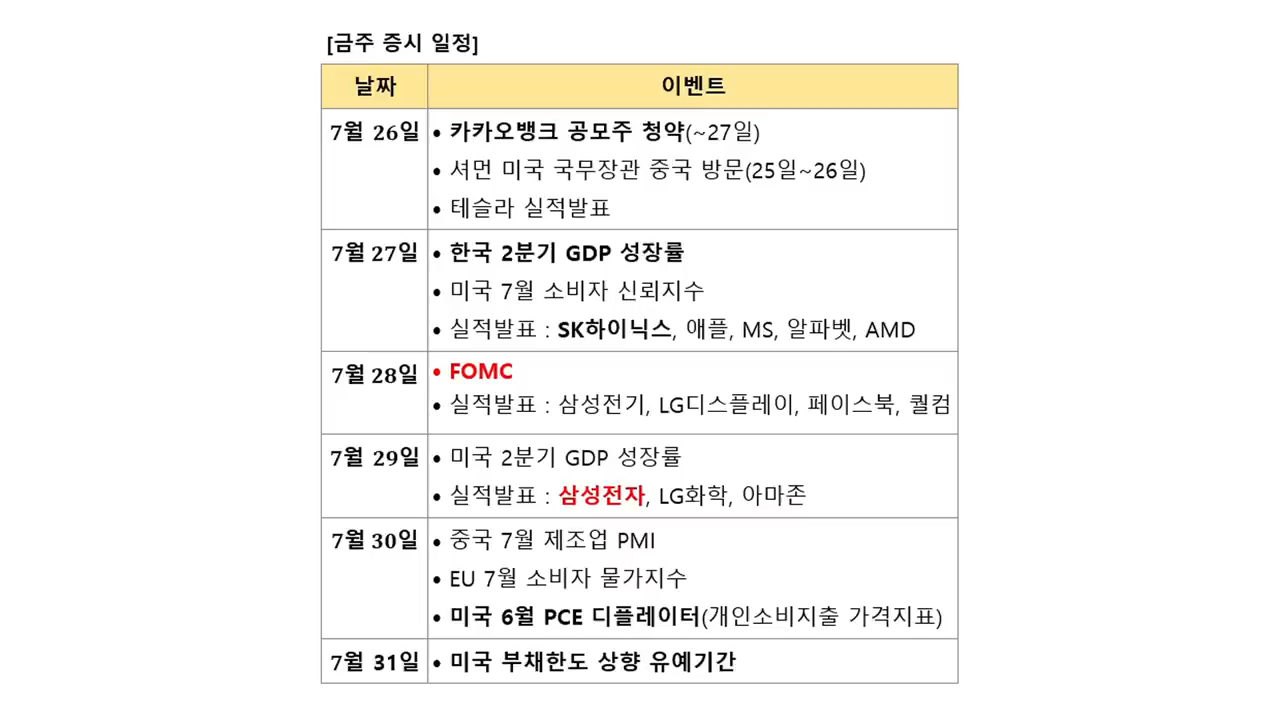 [금주 증시 일정]
날짜 이벤트
7월 26일 • 카카오뱅크 공모주 청약(~27일)
• 셔먼 미국 국무장관 중국 방문(25일~26일)
• 테슬라 실적발표
7월 27일 • 한국 2분기 GDP 성장률
• 미국 7월 소비자 신뢰지수
• 실적발표 : SK하이닉스, 애플, MS, 알파벳, AMD
7월 28일 • FOMC
• 실적발표 : 삼성전기, LG디스플레이, 페이스북, 퀄컴
7월 29일 • 미국 2분기 GDP 성장률
• 실적발표 : 삼성전자, LG화학, 아마존
7월 30일 • 중국 7월 제조업 PMI
• EU 7월 소비자 물가지수
• 미국 6월 PCE 디플레이터(개인소비지출 가격지표)
7월 31일 • 미국 부채한도 상향 유예기간